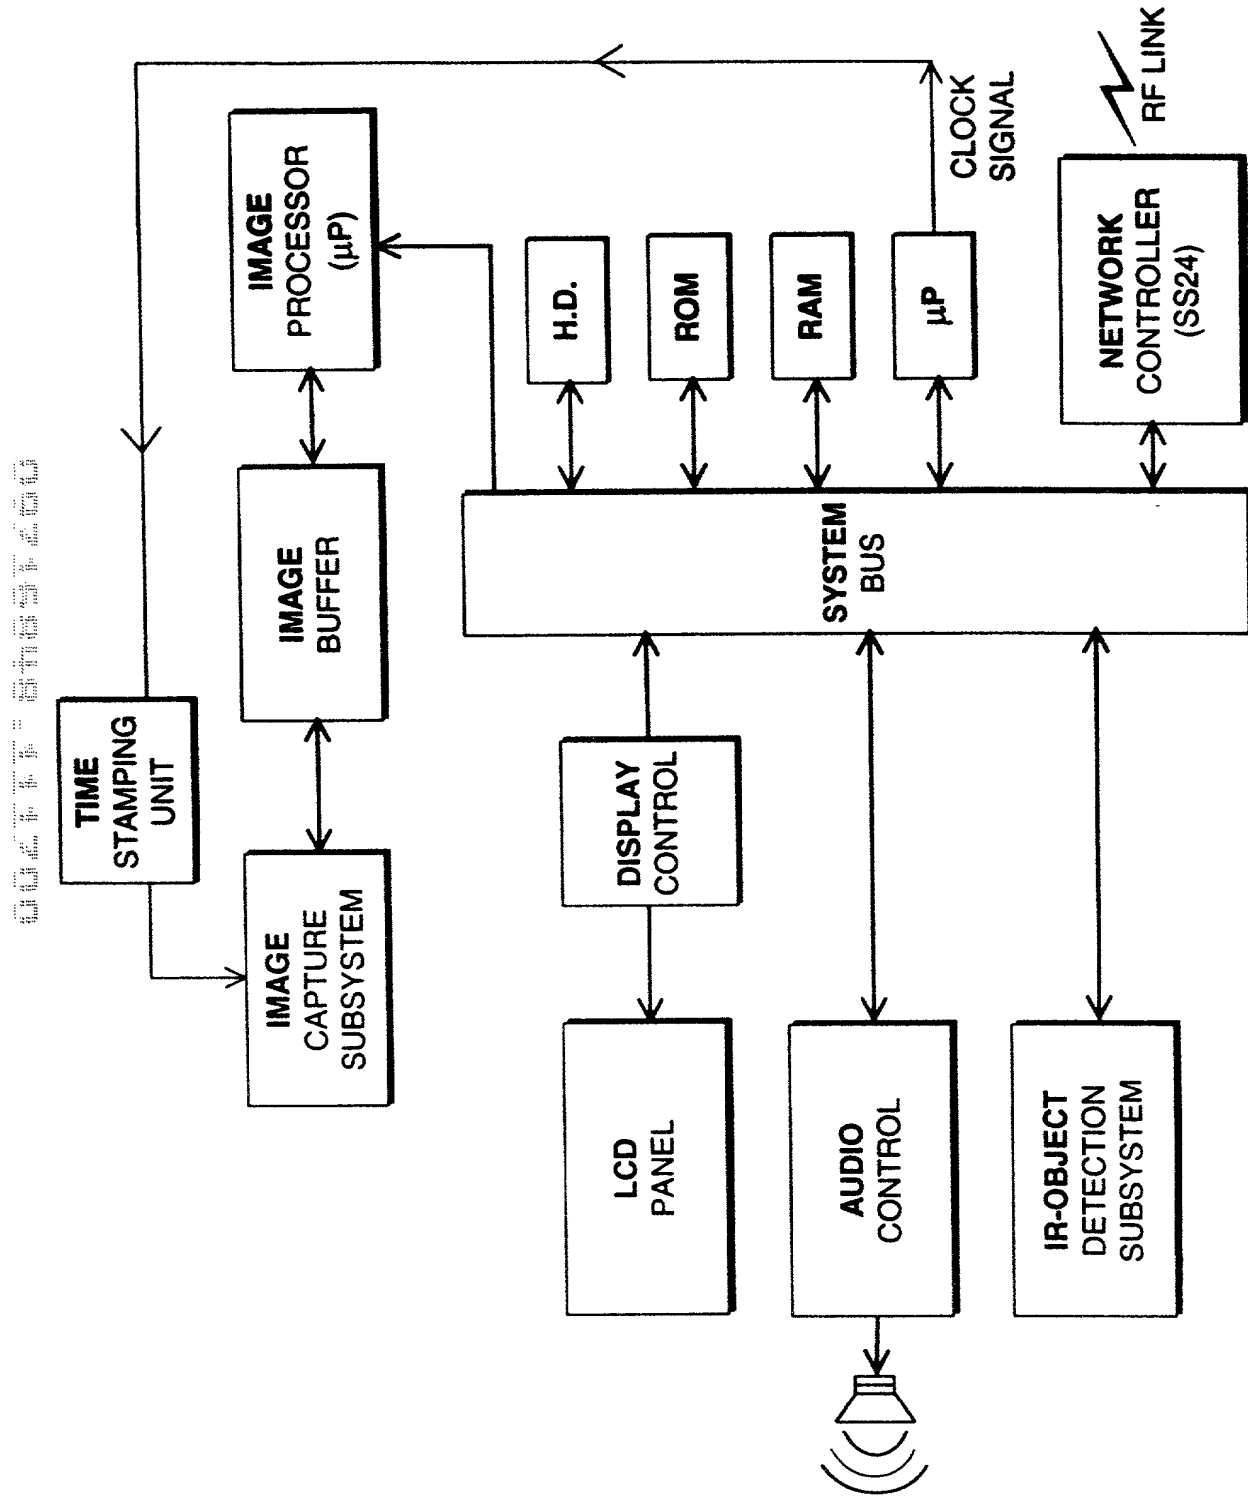 TIME
STAMPING
UNIT
IMAGE
CAPTURE
SUBSYSTEM
IMAGE
BUFFER
IMAGE
PROCESSOR
(µP)
LCD
PANEL
DISPLAY
CONTROL
H.D.
ROM
RAM
µP
CLOCK
SIGNAL
SYSTEM
BUS
AUDIO
CONTROL
IR-OBJECT
DETECTION
SUBSYSTEM
NETWORK
CONTROLLER
(SS24)
RF LINK